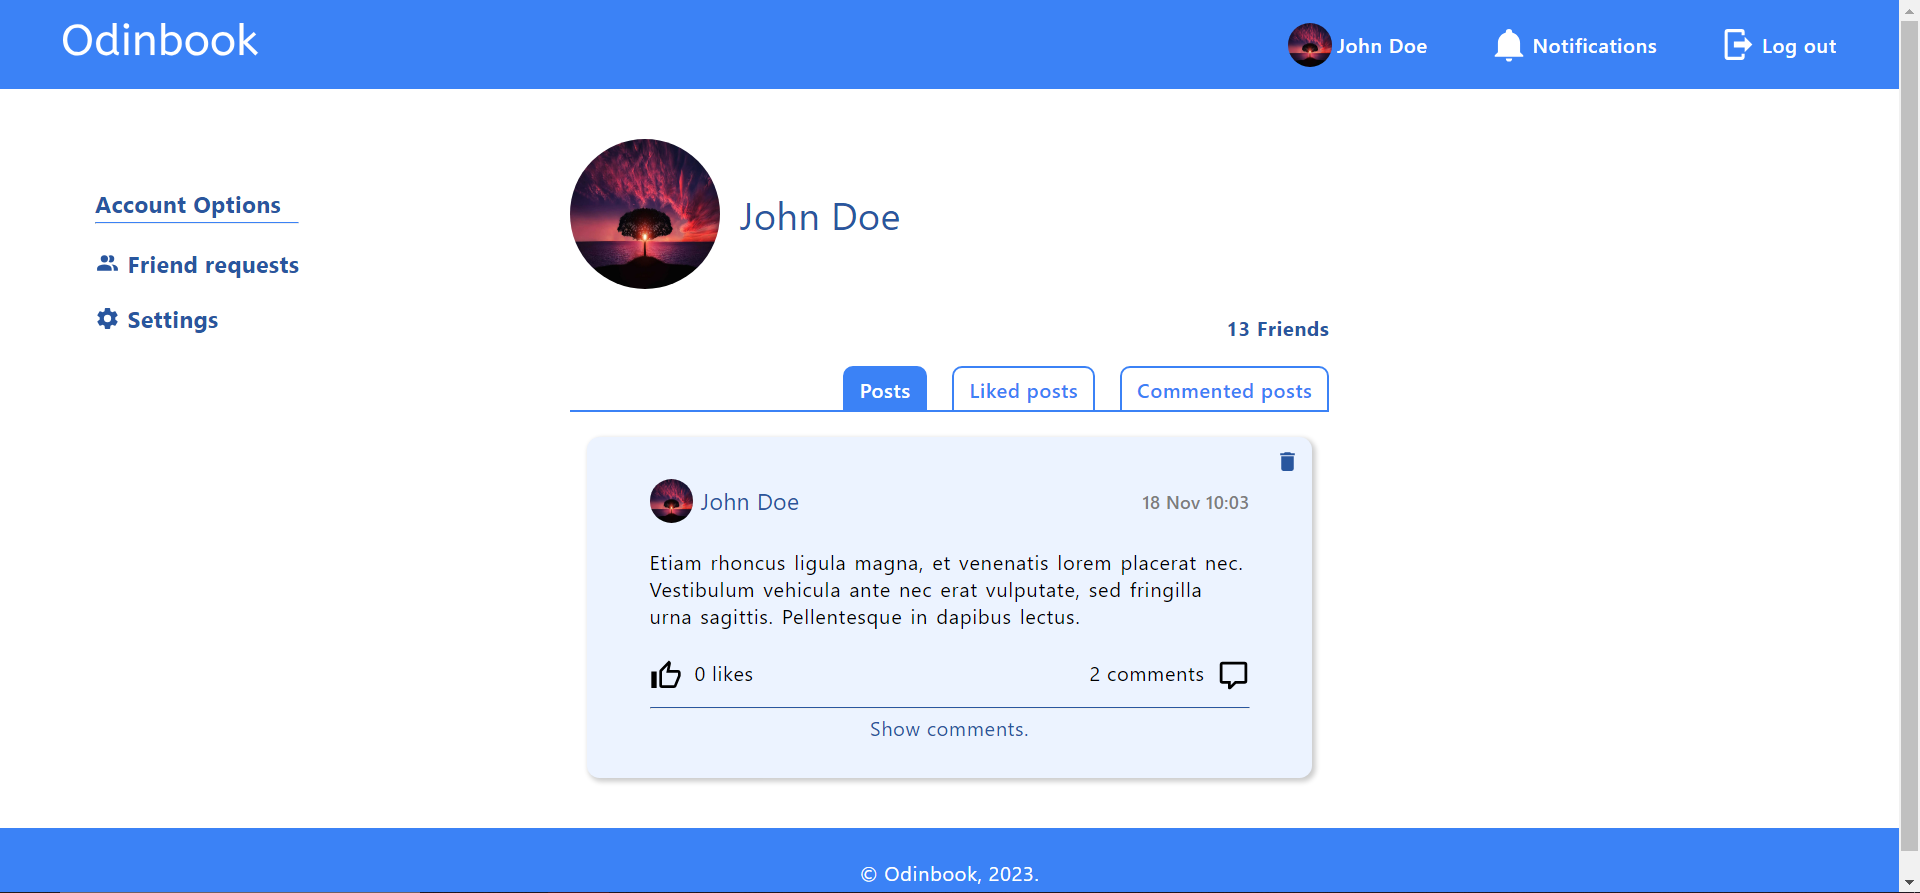 Odinbook
John Doe
Notifications
Log out
Account Options
Friend requests
Settings
John Doe
13 Friends
Posts
Liked posts
Commented posts
John Doe
18 Nov 10:03
Etiam rhoncus ligula magna, et venenatis lorem placerat nec.
Vestibulum vehicula ante nec erat vulputate, sed fringilla
urna sagittis. Pellentesque in dapibus lectus.
0 likes
2 comments
Show comments.
© Odinbook, 2023.